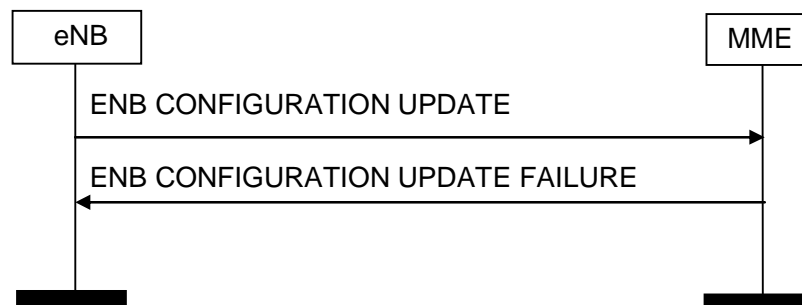 eNB
MME
ENB CONFIGURATION UPDATE
ENB CONFIGURATION UPDATE FAILURE